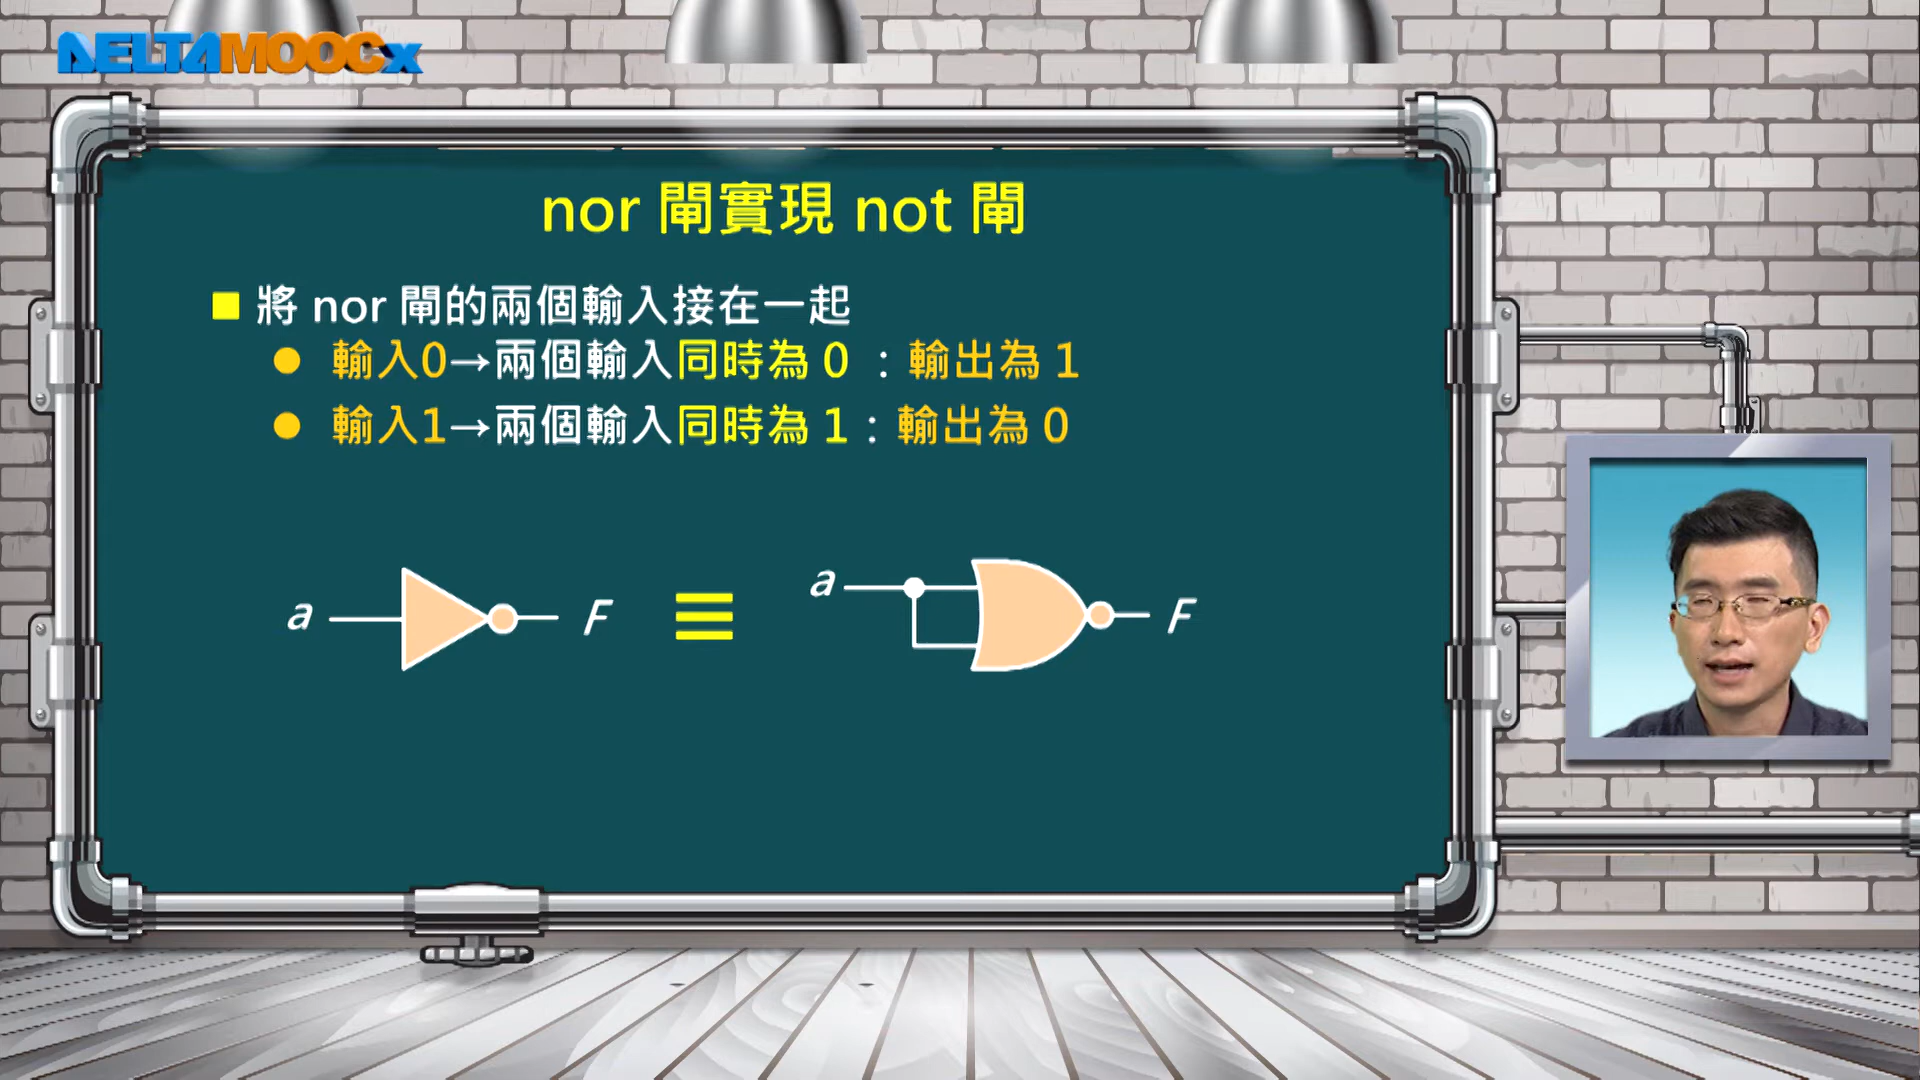 DELTAMOOCx
nor 閘實現 not 閘
將 nor 閘的兩個輸入接在一起
輸入0→兩個輸入同時為 0 : 輸出為 1
輸入1→兩個輸入同時為 1 : 輸出為 0
a F ≡ a F